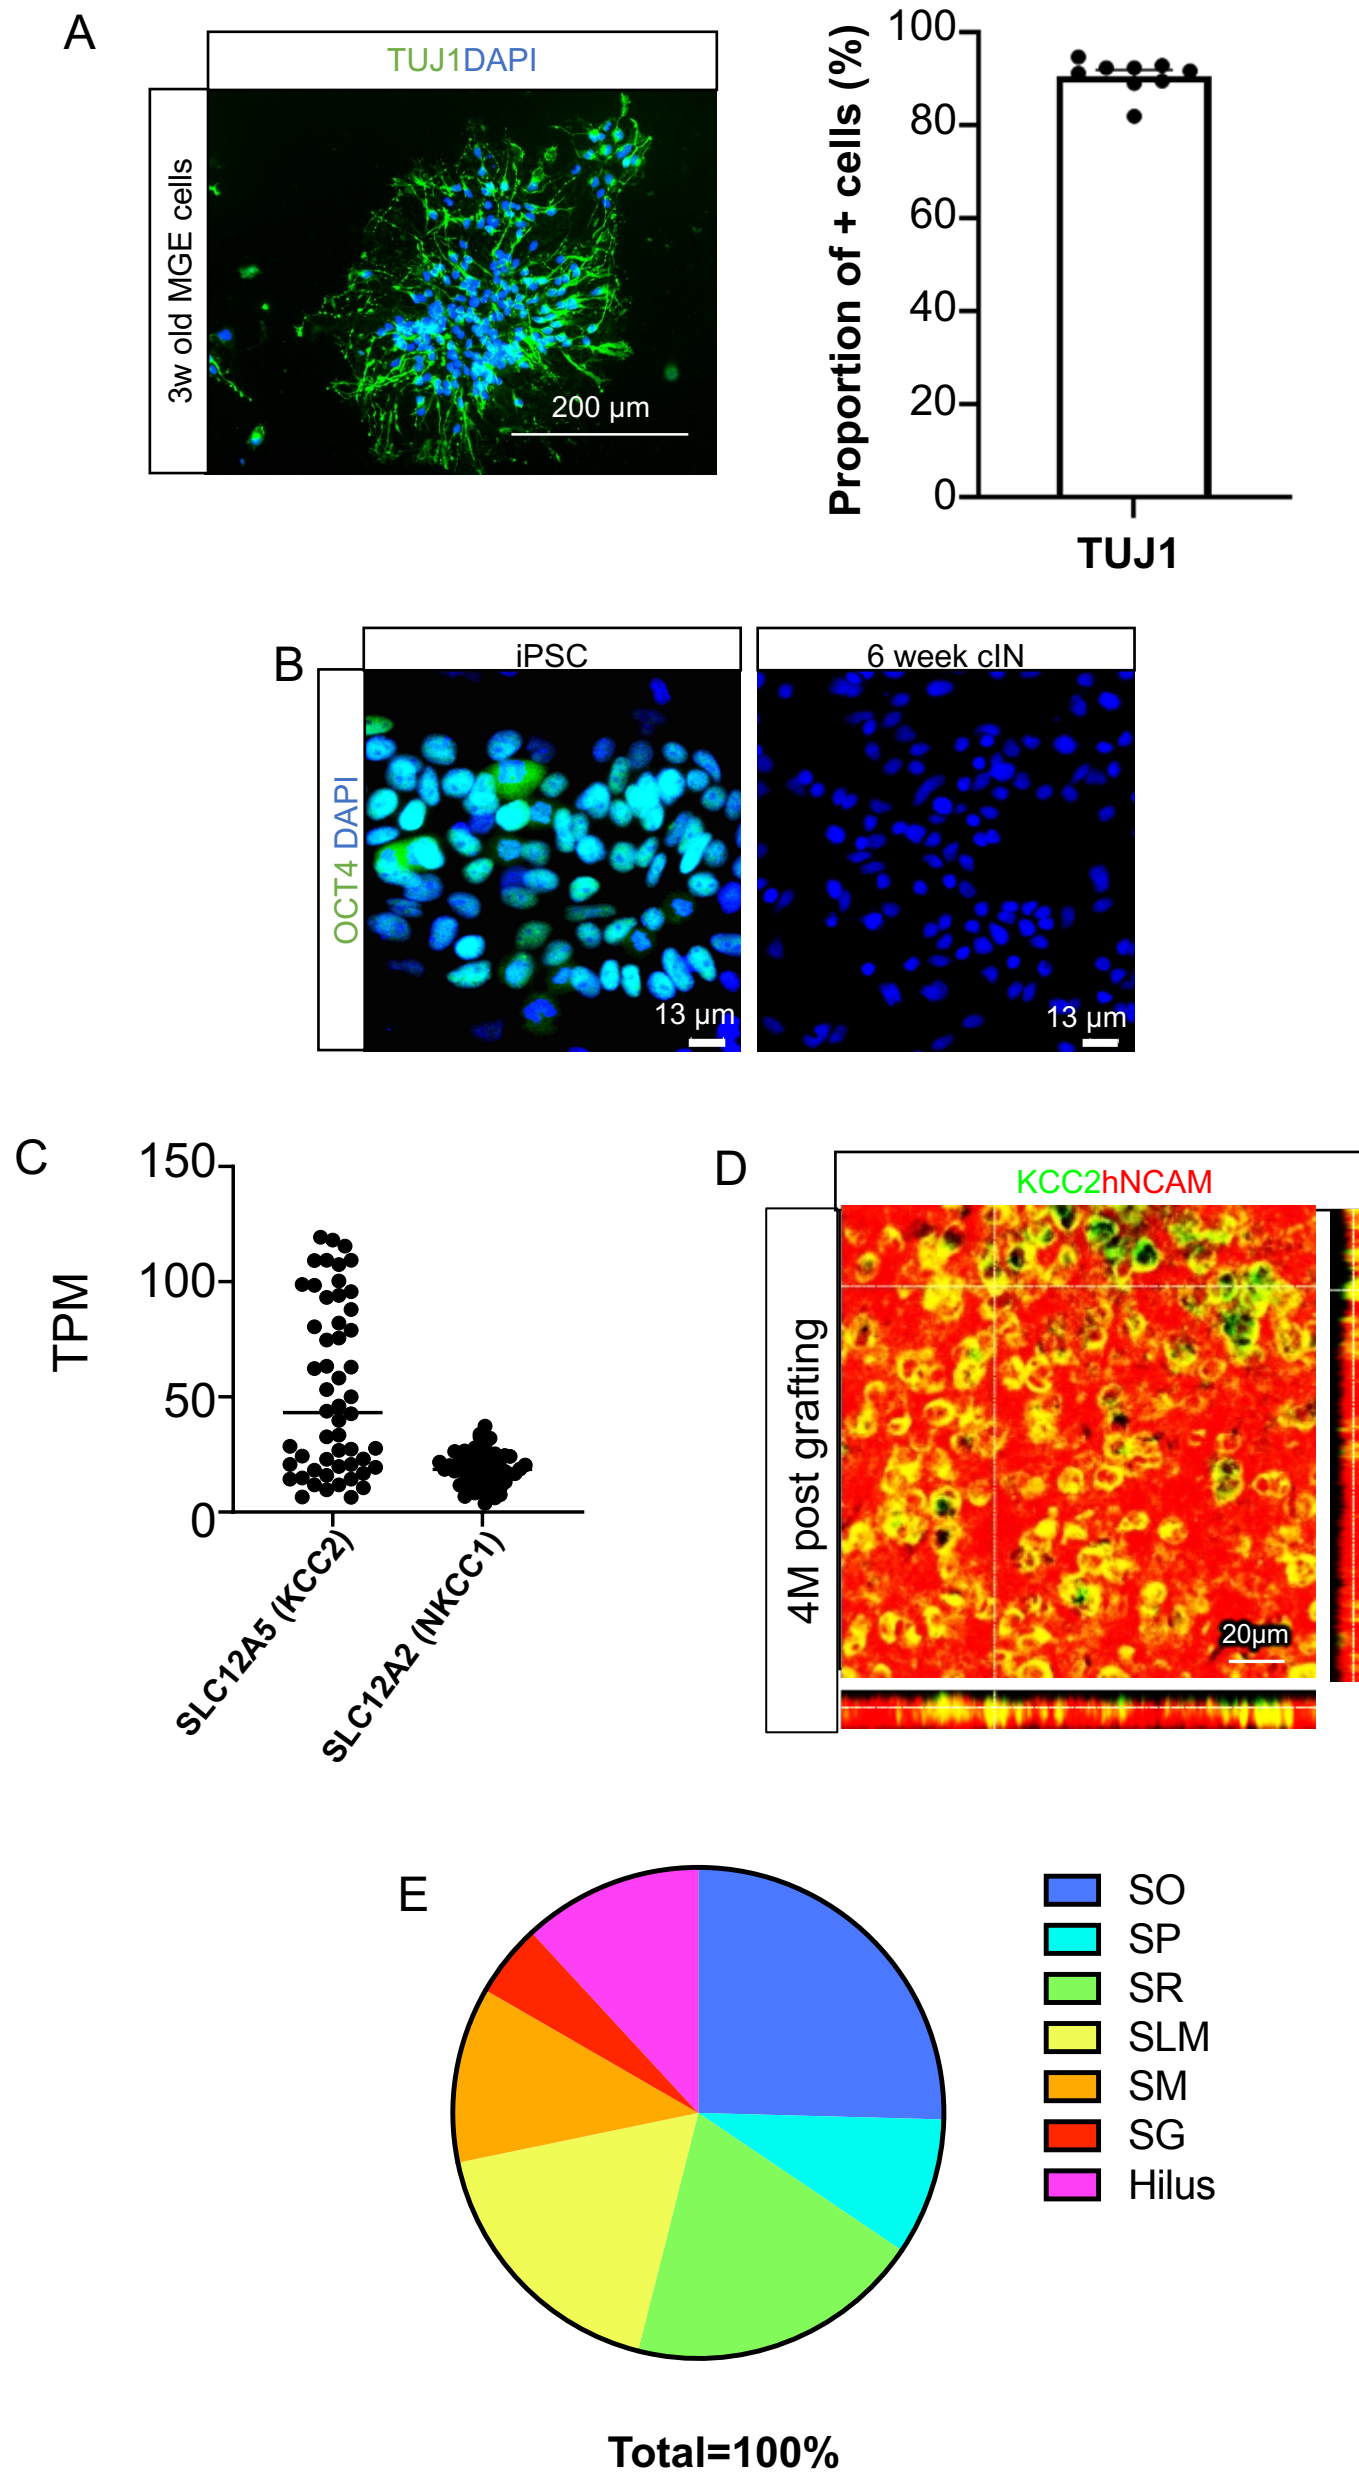 A
TUJ1DAPI
3w old MGE cells
200 µm
Proportion of + cells (%)
100
80
60
40
20
0
TUJ1
B
iPSC
6 week cIN
OCT4 DAPI
13 µm
13 µm
C
TPM
150
100
50
0
SLC12A5 (KCC2)
SLC12A2 (NKCC1)
D
KCC2hNCAM
4M post grafting
20µm
E
SO
SP
SR
SLM
SM
SG
Hilus
Total=100%